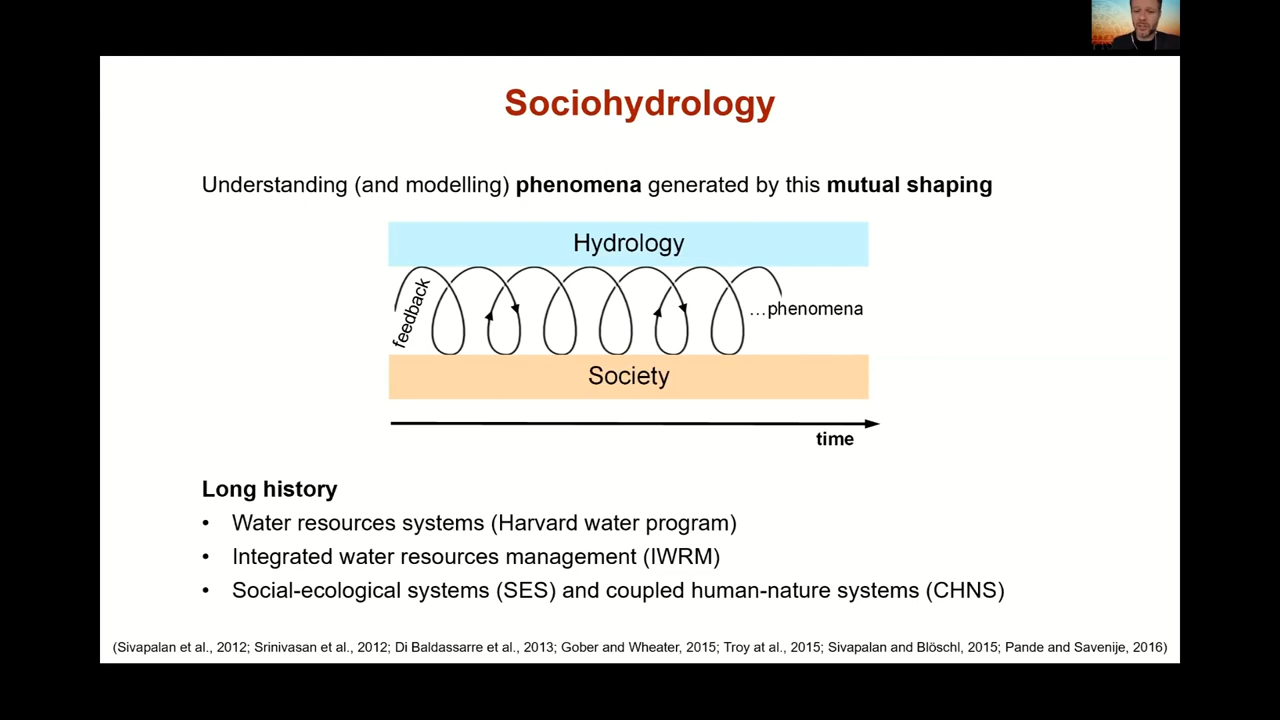 Sociohydrology
Understanding (and modelling) phenomena generated by this mutual shaping
Hydrology
feedback
...phenomena
Society
time
Long history
• Water resources systems (Harvard water program)
• Integrated water resources management (IWRM)
• Social-ecological systems (SES) and coupled human-nature systems (CHNS)
(Sivapalan et al., 2012; Srinivasan et al., 2012; Di Baldassarre et al., 2013; Gober and Wheater, 2015; Troy at al., 2015; Sivapalan and Blöschl, 2015; Pande and Savenije, 2016)